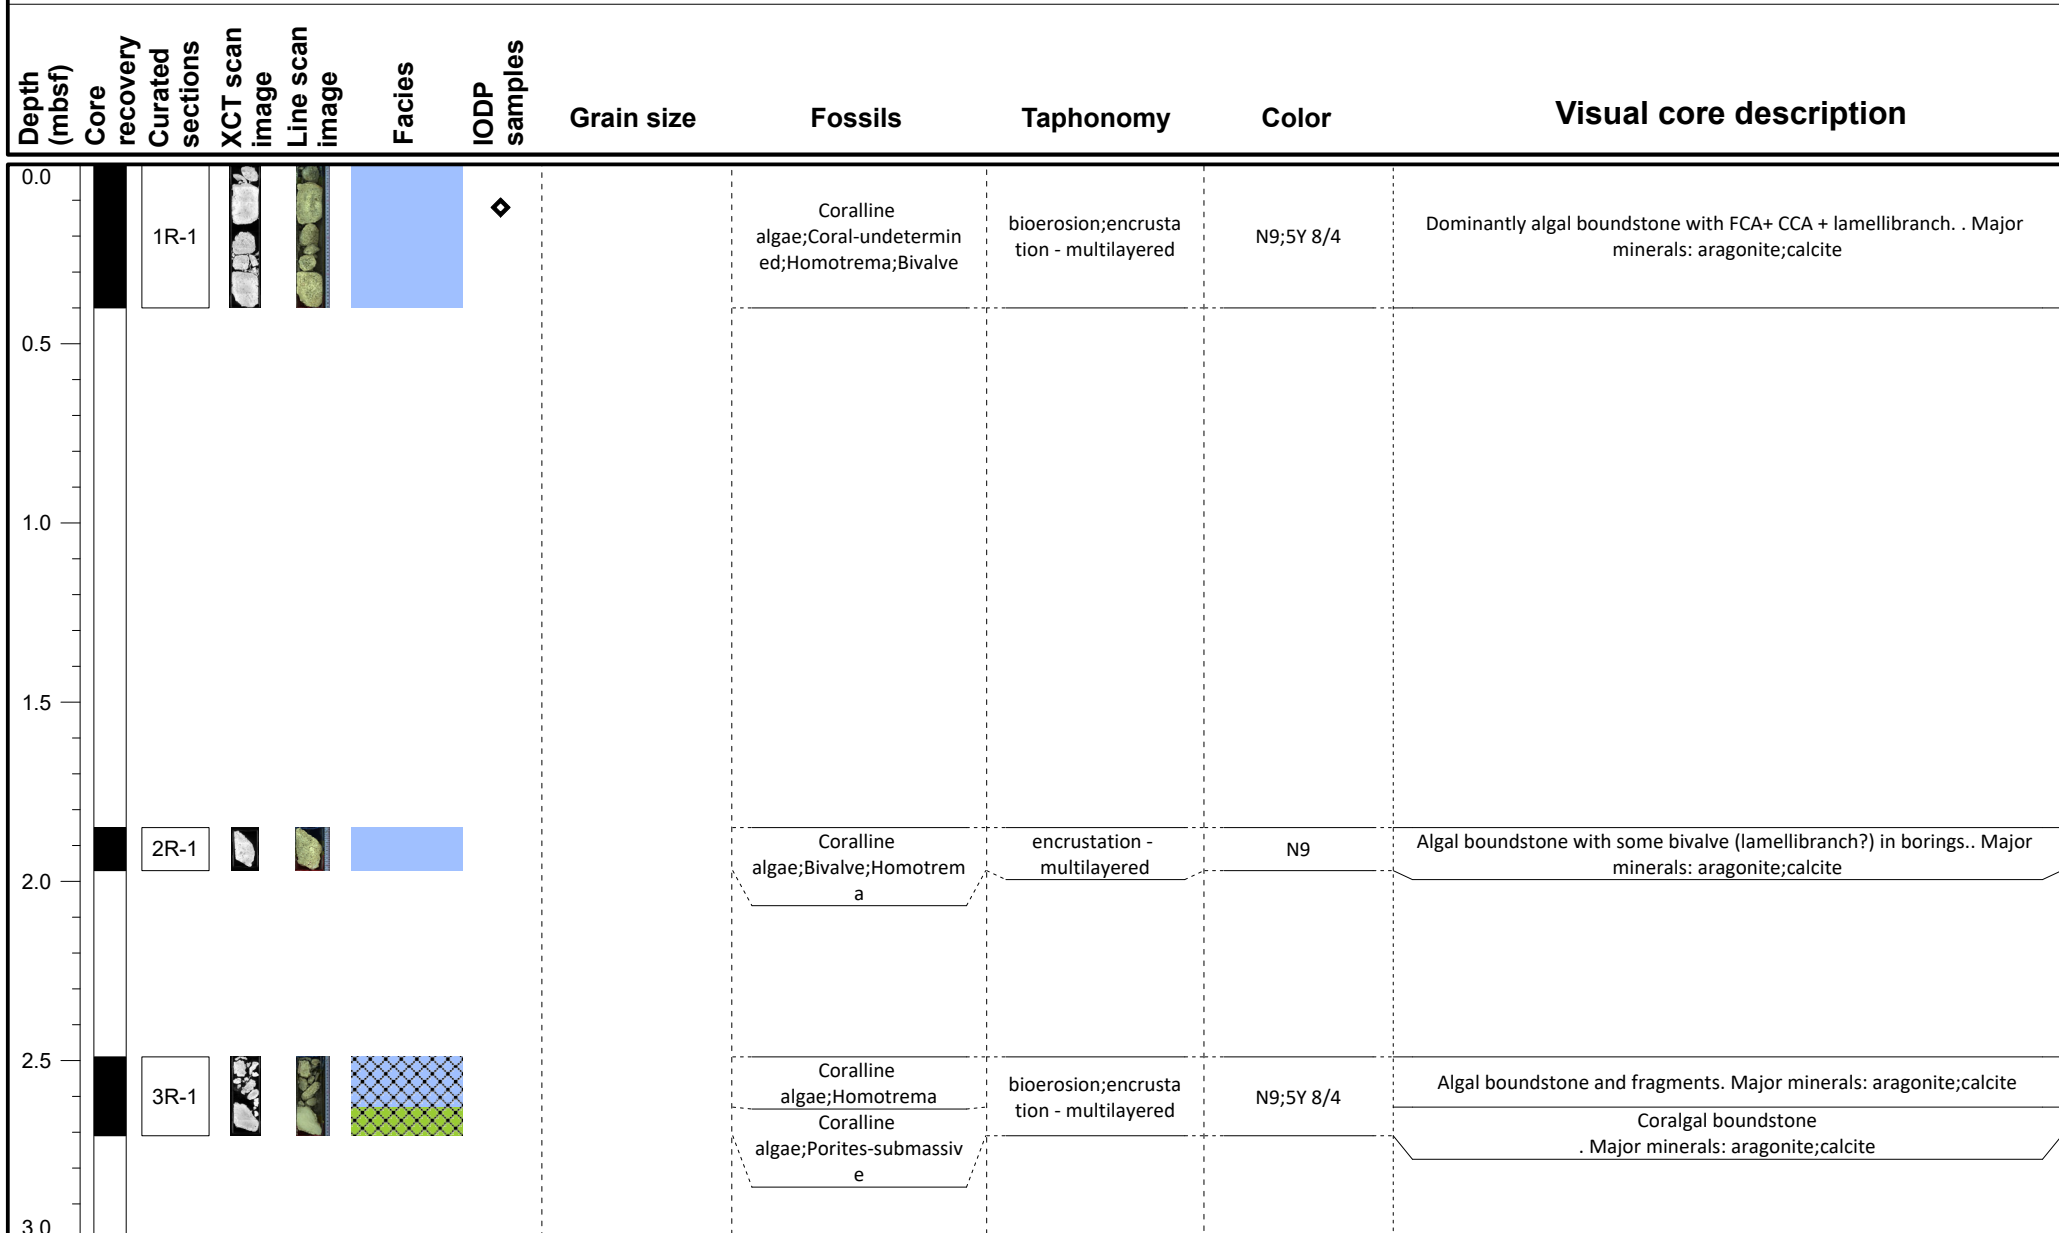 Depth
(mbsf)
Core
recovery
Curated
sections
XCT scan
image
Line scan
image
Facies
IODP
samples
Grain size
Fossils
Taphonomy
Color
Visual core description
0.0
1R-1
Coralline
algae;Coral-undetermin
ed;Homotrema;Bivalve
bioerosion;encrusta
tion - multilayered
N9;5Y 8/4
Dominantly algal boundstone with FCA+ CCA + lamellibranch. . Major
minerals: aragonite;calcite
0.5
1.0
1.5
2R-1
Coralline
algae;Bivalve;Homotrem
a
encrustation -
multilayered
N9
Algal boundstone with some bivalve (lamellibranch?) in borings.. Major
minerals: aragonite;calcite
2.0
2.5
3R-1
Coralline
algae;Homotrema
bioerosion;encrusta
tion - multilayered
N9;5Y 8/4
Algal boundstone and fragments. Major minerals: aragonite;calcite
Coralline
algae;Porites-submassiv
e
Coralgal boundstone
. Major minerals: aragonite;calcite
3.0